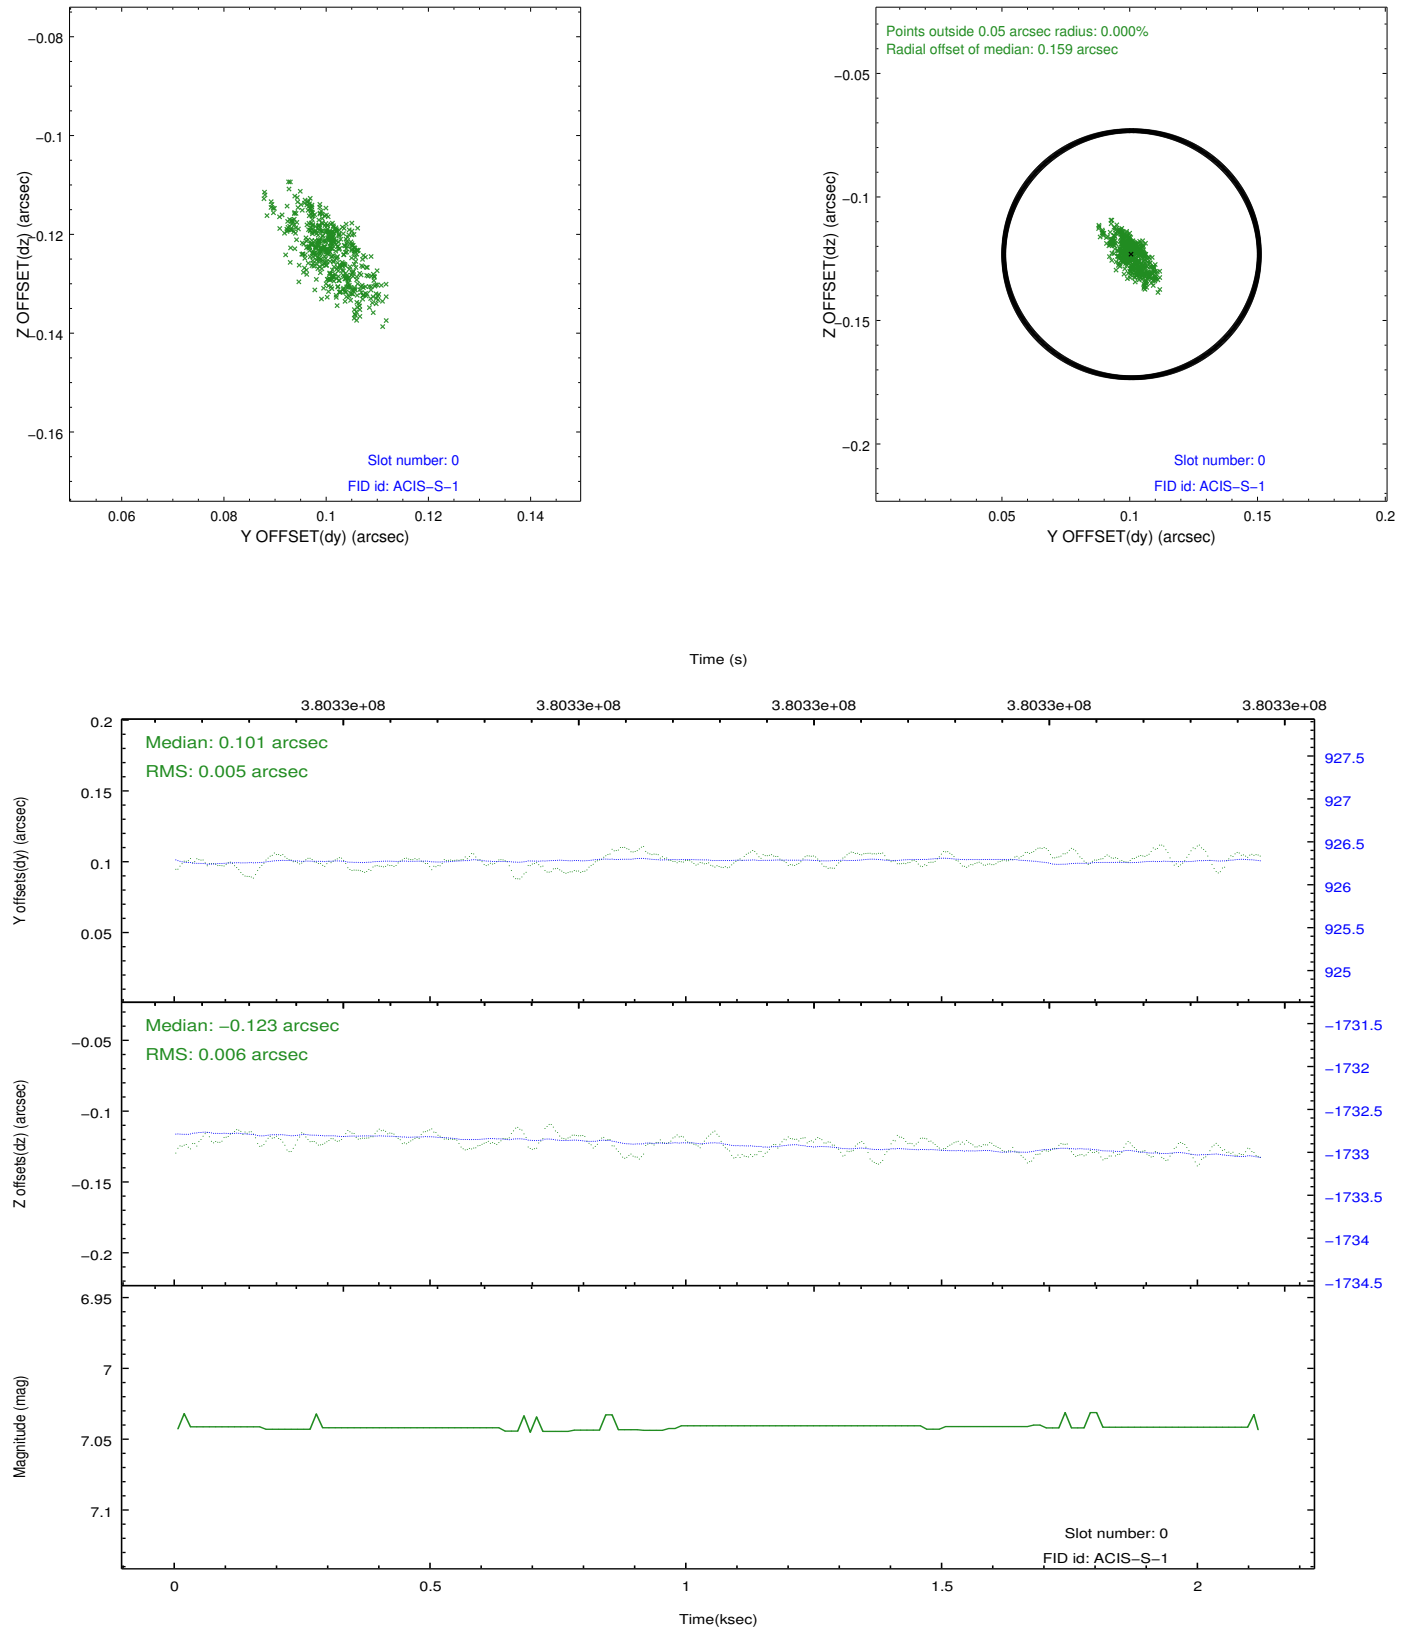 −0.08
−0.1
−0.12
−0.14
−0.16
Z OFFSET(dz) (arcsec)
Slot number: 0
FID id: ACIS−S−1
0.06 0.08 0.1 0.12 0.14
Y OFFSET(dy) (arcsec)
Points outside 0.05 arcsec radius: 0.000%
Radial offset of median: 0.159 arcsec
−0.05
−0.1
−0.15
−0.2
Z OFFSET(dz) (arcsec)
Slot number: 0
FID id: ACIS−S−1
0.05 0.1 0.15 0.2
Y OFFSET(dy) (arcsec)
Time (s)
3.8033e+08 3.8033e+08 3.8033e+08 3.8033e+08 3.8033e+08
Median: 0.101 arcsec
RMS: 0.005 arcsec
0.2
0.15
0.1
0.05
Y offsets(dy) (arcsec)
927.5
927
926.5
926
925.5
925
Median: −0.123 arcsec
RMS: 0.006 arcsec
−0.05
−0.1
−0.15
−0.2
Z offsets(dz) (arcsec)
−1731.5
−1732
−1732.5
−1733
−1733.5
−1734
−1734.5
6.95
7
7.05
7.1
Magnitude (mag)
Slot number: 0
FID id: ACIS−S−1
0 0.5 1 1.5 2
Time(ksec)